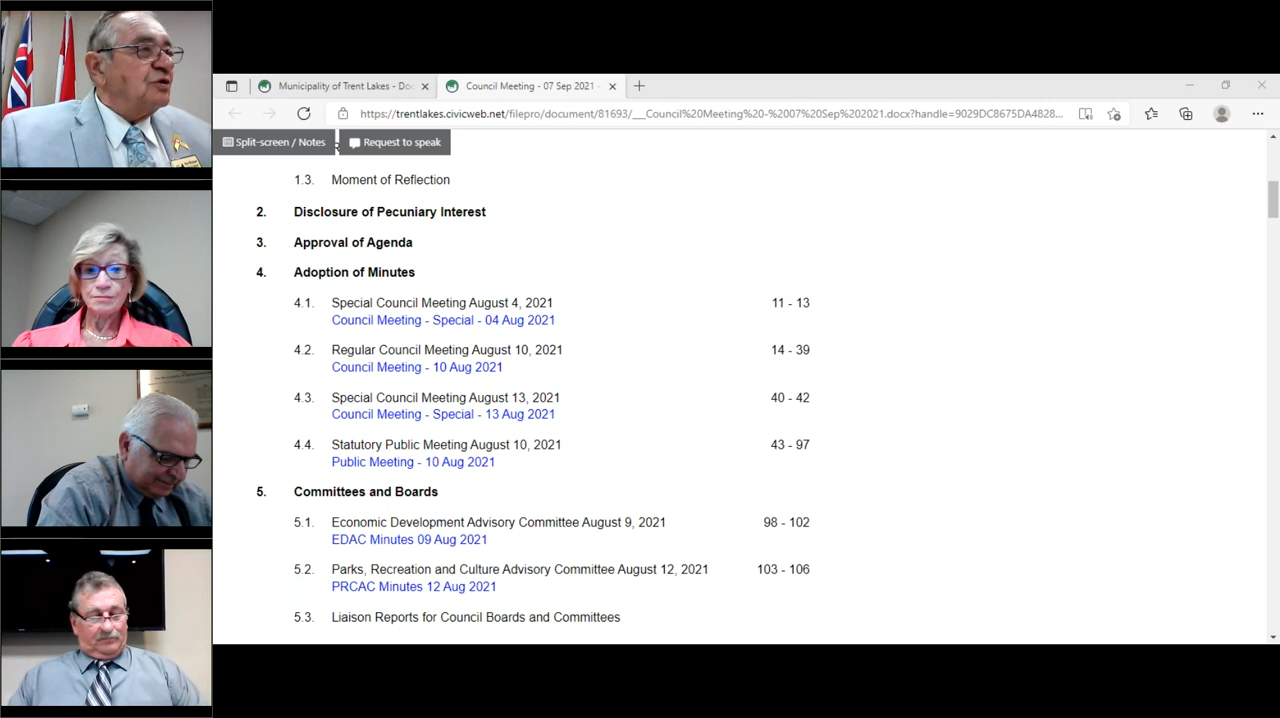 Municipality of Trent Lakes - Doc
Council Meeting - 07 Sep 2021 -
https://trentlakes.civicweb.net/filepro/document/81693/__Council%20Meeting%20-%2007%20Sep%202021.docx?handle=9029DC8675DA4828...
Split-screen / Notes
Request to speak
1.3. Moment of Reflection
2. Disclosure of Pecuniary Interest
3. Approval of Agenda
4. Adoption of Minutes
4.1. Special Council Meeting August 4, 2021 11 - 13
Council Meeting - Special - 04 Aug 2021
4.2. Regular Council Meeting August 10, 2021 14 - 39
Council Meeting - 10 Aug 2021
4.3. Special Council Meeting August 13, 2021 40 - 42
Council Meeting - Special - 13 Aug 2021
4.4. Statutory Public Meeting August 10, 2021 43 - 97
Public Meeting - 10 Aug 2021
5. Committees and Boards
5.1. Economic Development Advisory Committee August 9, 2021 98 - 102
EDAC Minutes 09 Aug 2021
5.2. Parks, Recreation and Culture Advisory Committee August 12, 2021 103 - 106
PRCAC Minutes 12 Aug 2021
5.3. Liaison Reports for Council Boards and Committees